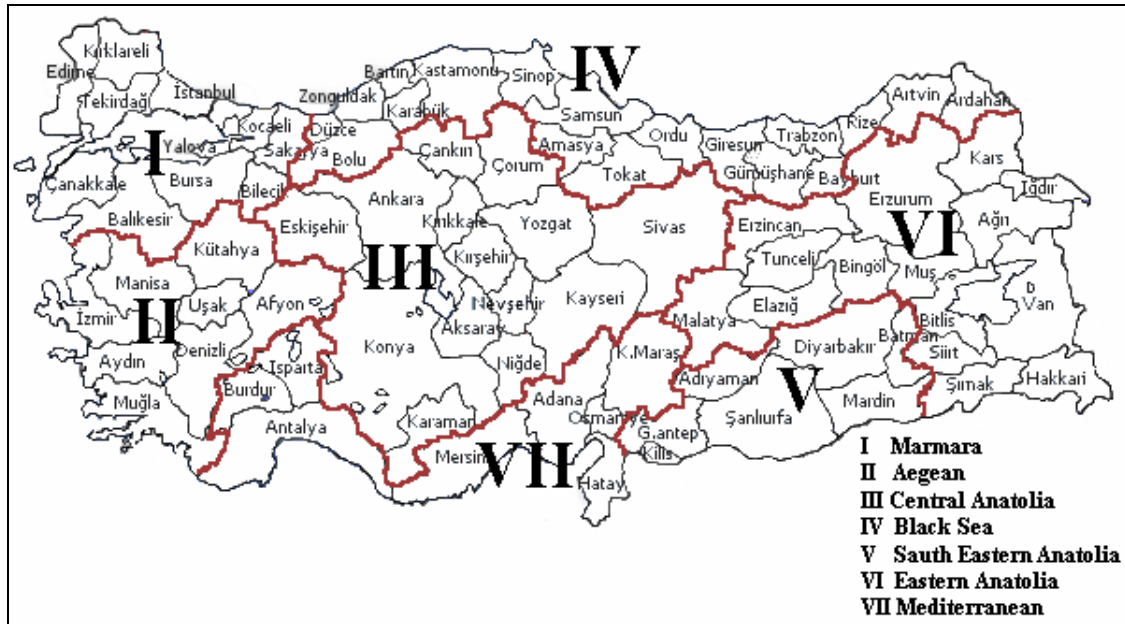 Kırklareli
Edirne
Tekirdağ
İstanbul
Kocaeli
Yalova
Sakarya
Çanakkale
Bursa
Bilecik
Balıkesir
I
Zonguldak
Bartın
Kastamonu
Karabük
Düzce
Bolu
Sinop
IV
Samsun
Amasya
Ordu
Tokat
Giresun
Trabzon
Gümüşhane
Rize
Bayburt
Artvin
Ardahan
Çankırı
Çorum
Ankara
Eskişehir
Kırıkkale
Yozgat
Sivas
Kırşehir
III
Nevşehir
Kayseri
Aksaray
Konya
Niğde
Karaman
Kütahya
Manisa
Uşak
Afyon
İzmir
II
Denizli
Aydın
Muğla
Isparta
Burdur
Antalya
Mersin
VII
Adana
Osmaniye
K.Maraş
Hatay
Kars
Iğdır
Erzurum
Ağrı
Erzincan
VI
Tunceli
Bingöl
Muş
Elazığ
Van
Bitlis
Malatya
Hakkari
Batman
Siirt
Diyarbakır
Şırnak
Adıyaman
V
Mardin
Şanlıurfa
G.antep
Kilis
I Marmara
II Aegean
III Central Anatolia
IV Black Sea
V Sauth Eastern Anatolia
VI Eastern Anatolia
VII Mediterranean